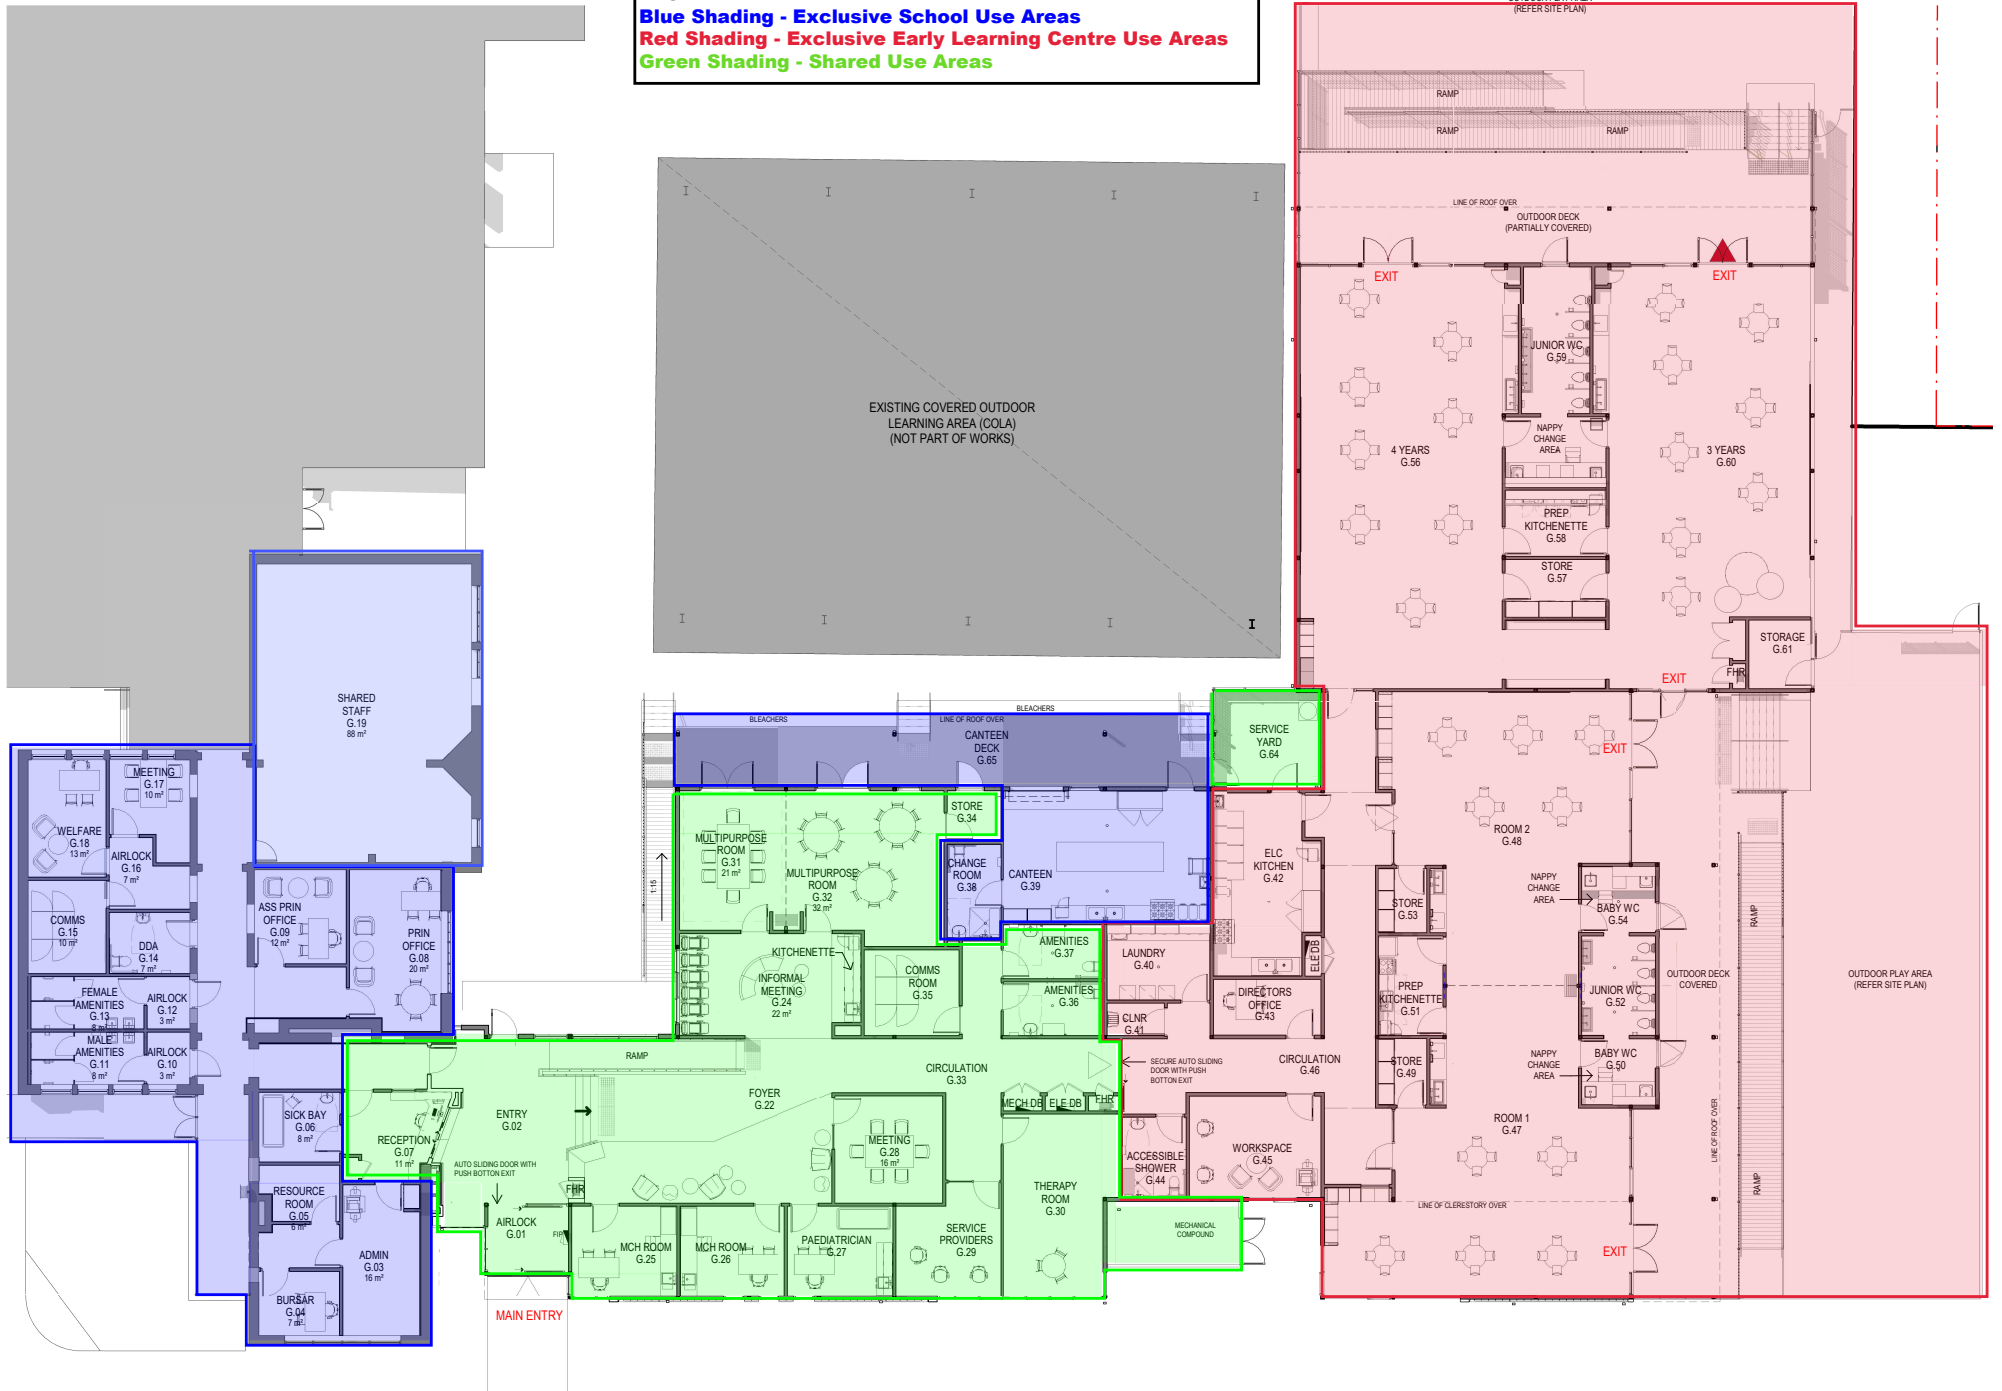 Blue Shading - Exclusive School Use Areas
Red Shading - Exclusive Early Learning Centre Use Areas
Green Shading - Shared Use Areas
(REFER SITE PLAN)
RAMP
RAMP
RAMP
LINE OF ROOF OVER
OUTDOOR DECK
(PARTIALLY COVERED)
EXIT
EXIT
JUNIOR WC
G.59
EXISTING COVERED OUTDOOR
LEARNING AREA (COLA)
(NOT PART OF WORKS)
4 YEARS
G.56
NAPPY
CHANGE
AREA
3 YEARS
G.60
PREP
KITCHENETTE
G.58
STORE
G.57
STORAGE
G.61
FHR
EXIT
SHARED
STAFF
G.19
88 m²
BLEACHERS
BLEACHERS
LINE OF ROOF OVER
CANTEEN
DECK
G.65
SERVICE
YARD
G.64
EXIT
MEETING
G.17
10 m²
WELFARE
G.18
13 m²
AIRLOCK
G.16
7 m²
COMMS
G.15
10 m²
DDA
G.14
7 m²
ASS PRIN
OFFICE
G.09
12 m²
PRIN
OFFICE
G.08
20 m²
FEMALE
AMENITIES
G.13
8 m²
AIRLOCK
G.12
3 m²
MALE
AMENITIES
G.11
8 m²
AIRLOCK
G.10
3 m²
1:15
MULTIPURPOSE
ROOM
G.31
21 m²
MULTIPURPOSE
ROOM
G.32
32 m²
STORE
G.34
CHANGE
ROOM
G.38
CANTEEN
G.39
ELC
KITCHEN
G.42
ROOM 2
G.48
NAPPY
CHANGE
AREA
BABY WC
G.54
STORE
G.53
KITCHENETTE
INFORMAL
MEETING
G.24
22 m²
COMMS
ROOM
G.35
AMENITIES
G.37
AMENITIES
G.36
LAUNDRY
G.40
ELE DB
DIRECTORS
OFFICE
G.43
CLNR
G.41
PREP
KITCHENETTE
G.51
JUNIOR WC
G.52
OUTDOOR DECK
COVERED
OUTDOOR PLAY AREA
(REFER SITE PLAN)
RAMP
RAMP
CIRCULATION
G.33
SECURE AUTO SLIDING
DOOR WITH PUSH
BOTTON EXIT
CIRCULATION
G.46
STORE
G.49
NAPPY
CHANGE
AREA
BABY WC
G.50
FOYER
G.22
MECH DB
ELE DB
FHR
ENTRY
G.02
SICK BAY
G.06
8 m²
RECEPTION
G.07
11 m²
AUTO SLIDING DOOR WITH
PUSH BOTTON EXIT
MEETING
G.28
16 m²
ACCESSIBLE
SHOWER
G.44
WORKSPACE
G.45
ROOM 1
G.47
LINE OF ROOF OVER
RAMP
RESOURCE
ROOM
G.05
6 m²
FHR
THERAPY
ROOM
G.30
LINE OF CLERESTORY OVER
AIRLOCK
G.01
FIP
MCH ROOM
G.25
MCH ROOM
G.26
PAEDIATRICIAN
G.27
SERVICE
PROVIDERS
G.29
MECHANICAL
COMPOUND
EXIT
ADMIN
G.03
16 m²
BURSAR
G.04
7 m²
MAIN ENTRY